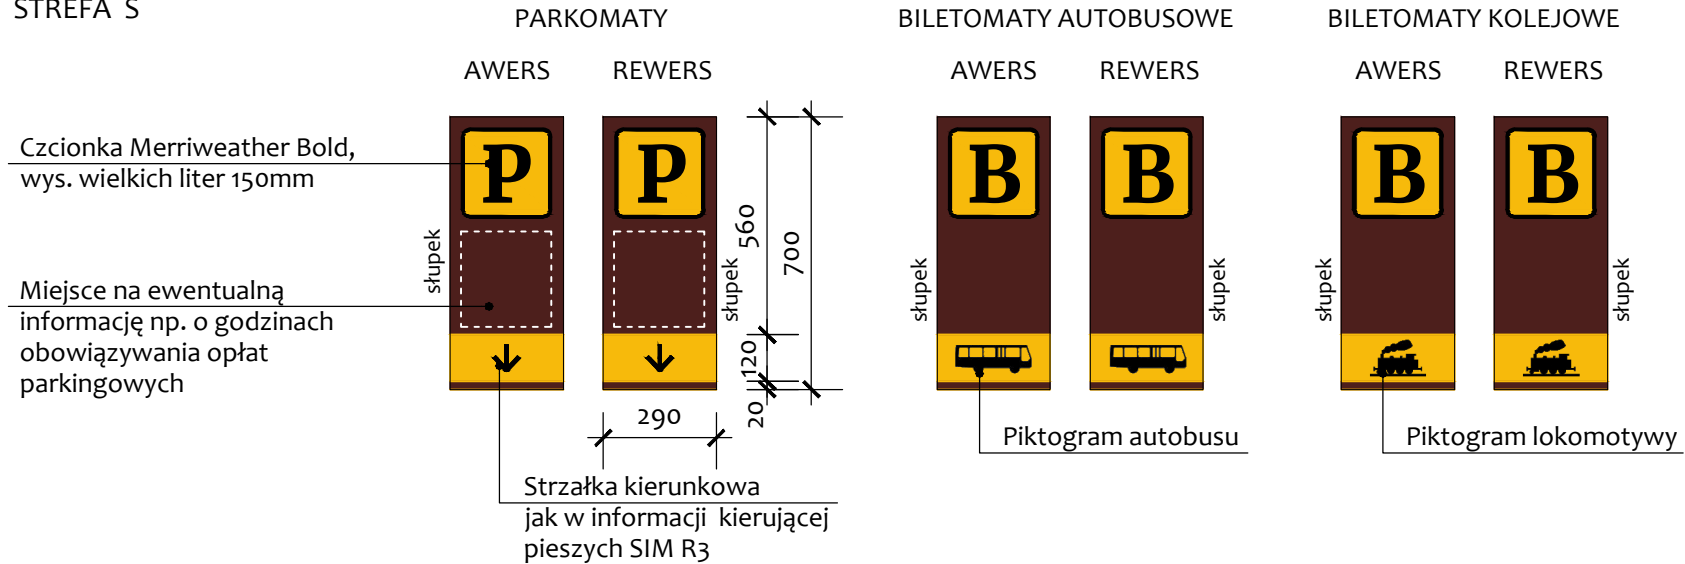 STREFA S
PARKOMATY
BILETOMATY AUTOBUSOWE
BILETOMATY KOLEJOWE
AWERS
REWERS
AWERS
REWERS
AWERS
REWERS
Czcionka Merriweather Bold,
wys. wielkich liter 150mm
P
P
B
B
B
B
słupek
słupek
słupek
słupek
słupek
słupek
560
700
120
20
290
Miejsce na ewentualną
informację np. o godzinach
obowiązywania opłat
parkingowych
Piktogram autobusu
Piktogram lokomotywy
Strzałka kierunkowa
jak w informacji kierującej
pieszych SIM R3